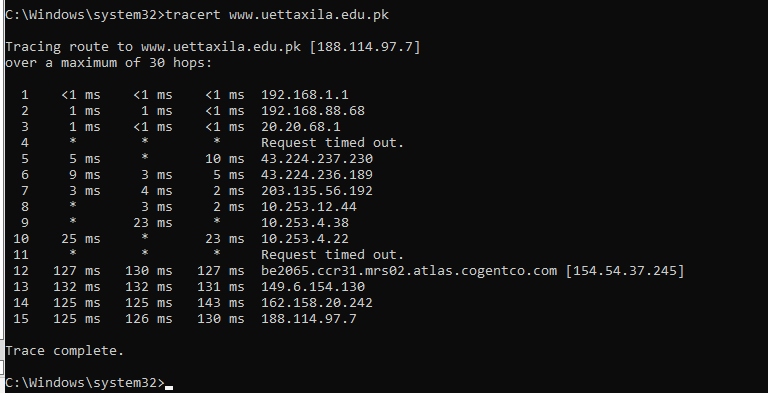 C:\Windows\system32>tracert www.uettaxila.edu.pk
Tracing route to www.uettaxila.edu.pk [188.114.97.7]
over a maximum of 30 hops:
1 <1 ms <1 ms <1 ms 192.168.1.1
2 1 ms 1 ms <1 ms 192.168.88.68
3 1 ms <1 ms <1 ms 20.20.68.1
4 * * * Request timed out.
5 5 ms * 10 ms 43.224.237.230
6 9 ms 3 ms 5 ms 43.224.236.189
7 3 ms 4 ms 2 ms 203.135.56.192
8 * 3 ms 2 ms 10.253.12.44
9 * 23 ms * 10.253.4.38
10 25 ms * 23 ms 10.253.4.22
11 * * * Request timed out.
12 127 ms 130 ms 127 ms be2065.ccr31.mrs02.atlas.cogentco.com [154.54.37.245]
13 132 ms 132 ms 131 ms 149.6.154.130
14 125 ms 125 ms 143 ms 162.158.20.242
15 125 ms 126 ms 130 ms 188.114.97.7
Trace complete.
C:\Windows\system32>